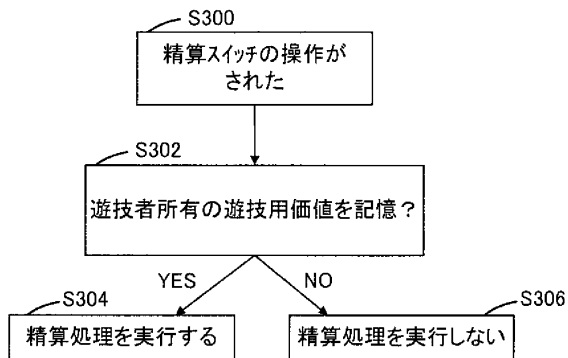 S300
精算スイッチの操作が
された
S302
遊技者所有の遊技用価値を記憶？
YES
NO
S304
S306
精算処理を実行する
精算処理を実行しない